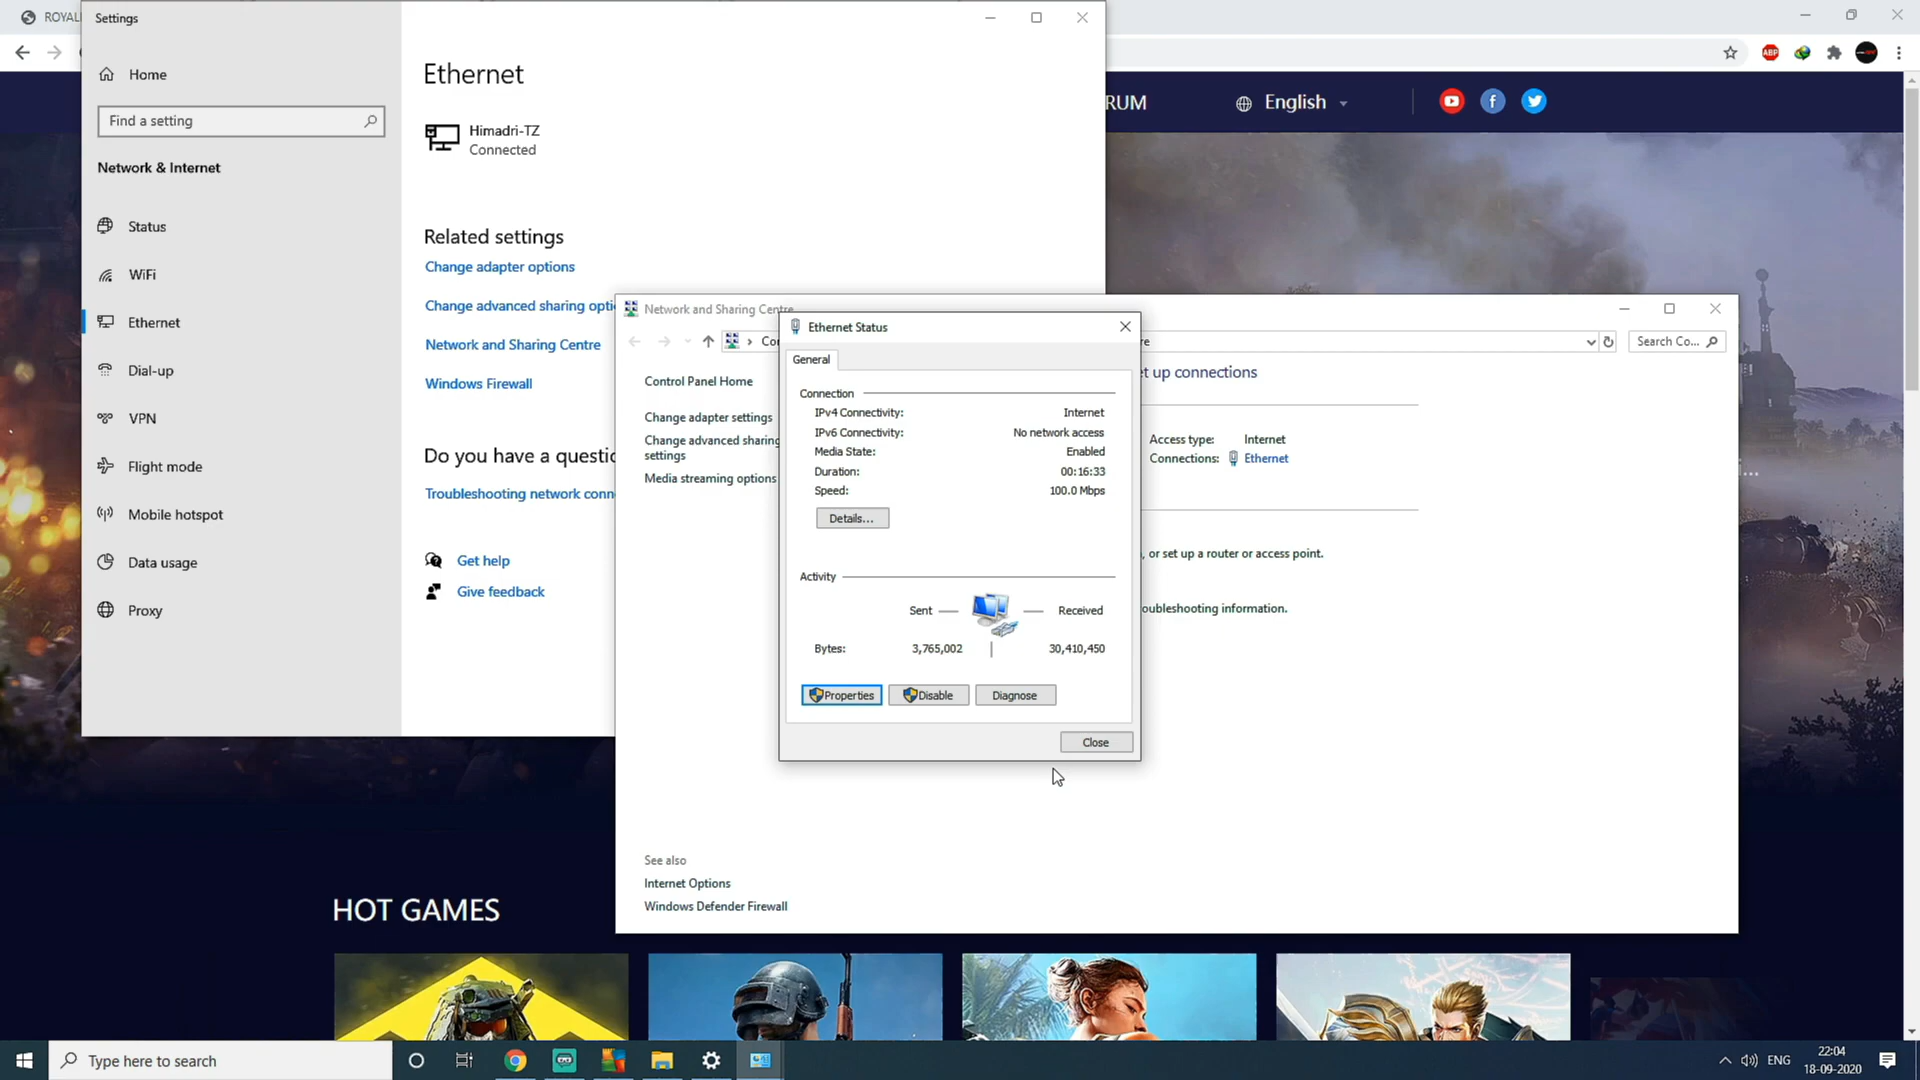 ROYAL
Settings
Home
Find a setting
Network & Internet
Status
WiFi
Ethernet
Dial-up
VPN
Flight mode
Mobile hotspot
Data usage
Proxy
Ethernet
Himadri-TZ
Connected
Related settings
Change adapter options
Change advanced sharing opti
Network and Sharing Centre
Windows Firewall
Do you have a questio
Troubleshooting network conn
Get help
Give feedback
ABP
RUM
English
Network and Sharing Centre
Co
re
Search Co...
Control Panel Home
Change adapter settings
Change advanced sharing
settings
Media streaming options
et up connections
Access type: Internet
Connections: Ethernet
, or set up a router or access point.
oubleshooting information.
See also
Internet Options
Windows Defender Firewall
Ethernet Status
General
Connection
IPv4 Connectivity: Internet
IPv6 Connectivity: No network access
Media State: Enabled
Duration: 00:16:33
Speed: 100.0 Mbps
Details...
Activity
Sent
Received
Bytes: 3,765,002 30,410,450
Properties
Disable
Diagnose
Close
...
HOT GAMES
Type here to search
ENG
22:04
18-09-2020